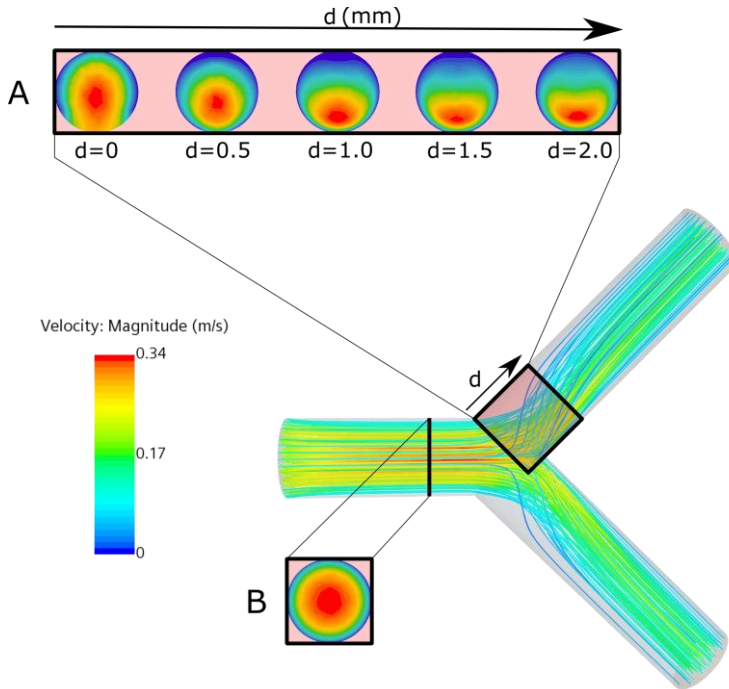 d (mm)
A
d=0 d=0.5 d=1.0 d=1.5 d=2.0
Velocity: Magnitude (m/s)
0.34
d
0.17
0
B